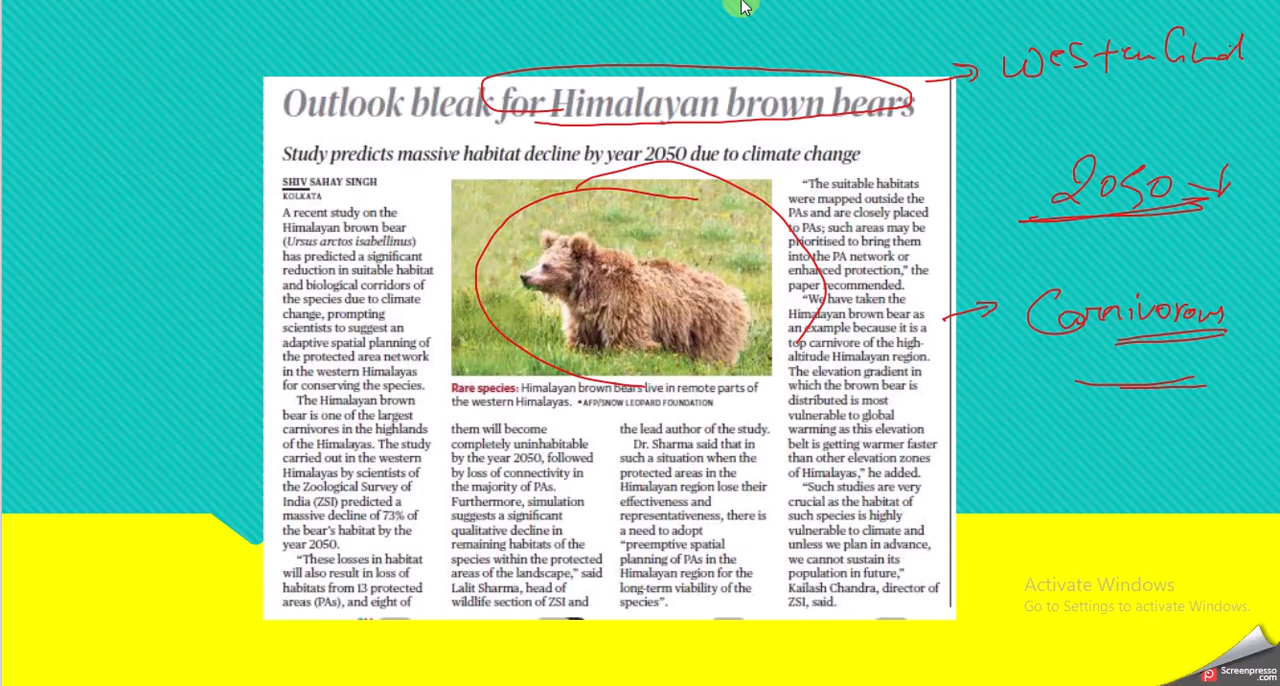 Outlook bleak for Himalayan brown bears
Study predicts massive habitat decline by year 2050 due to climate change
SHIV SAHAY SINGH
KOLKATA
A recent study on the
Himalayan brown bear
(Ursus arctos isabellinus)
has predicted a significant
reduction in suitable habitat
and biological corridors of
the species due to climate
change, prompting
scientists to suggest an
adaptive spatial planning of
the protected area network
in the western Himalayas
for conserving the species.
The Himalayan brown
bear is one of the largest
carnivores in the highlands
of the Himalayas. The study
carried out in the western
Himalayas by scientists of
the Zoological Survey of
India (ZSI) predicted a
massive decline of 73% of
the bear's habitat by the
year 2050.
"These losses in habitat
will also result in loss of
habitats from 13 protected
areas (PAs), and eight of
Rare species: Himalayan brown bears live in remote parts of
the western Himalayas. •AFP/SNOW LEOPARD FOUNDATION
them will become
completely uninhabitable
by the year 2050, followed
by loss of connectivity in
the majority of PAs.
Furthermore, simulation
suggests a significant
qualitative decline in
remaining habitats of the
species within the protected
areas of the landscape," said
Lalit Sharma, head of
wildlife section of ZSI and
the lead author of the study.
Dr. Sharma said that in
such a situation when the
protected areas in the
Himalayan region lose their
effectiveness and
representativeness, there is
a need to adopt
"preemptive spatial
planning of PAs in the
Himalayan region for the
long-term viability of the
species".
"The suitable habitats
were mapped outside the
PAs and are closely placed
to PAs; such areas may be
prioritised to bring them
into the PA network or
enhanced protection," the
paper recommended.
"We have taken the
Himalayan brown bear as
an example because it is a
top carnivore of the high-
altitude Himalayan region.
The elevation gradient in
which the brown bear is
distributed is most
vulnerable to global
warming as this elevation
belt is getting warmer faster
than other elevation zones
of Himalayas," he added.
"Such studies are very
crucial as the habitat of
such species is highly
vulnerable to climate and
unless we plan in advance,
we cannot sustain its
population in future,"
Kailash Chandra, director of
ZSI, said.
Western
2050
Carnivorous
Activate Windows
Go to Settings to activate Windows.
Screenpresso
.com